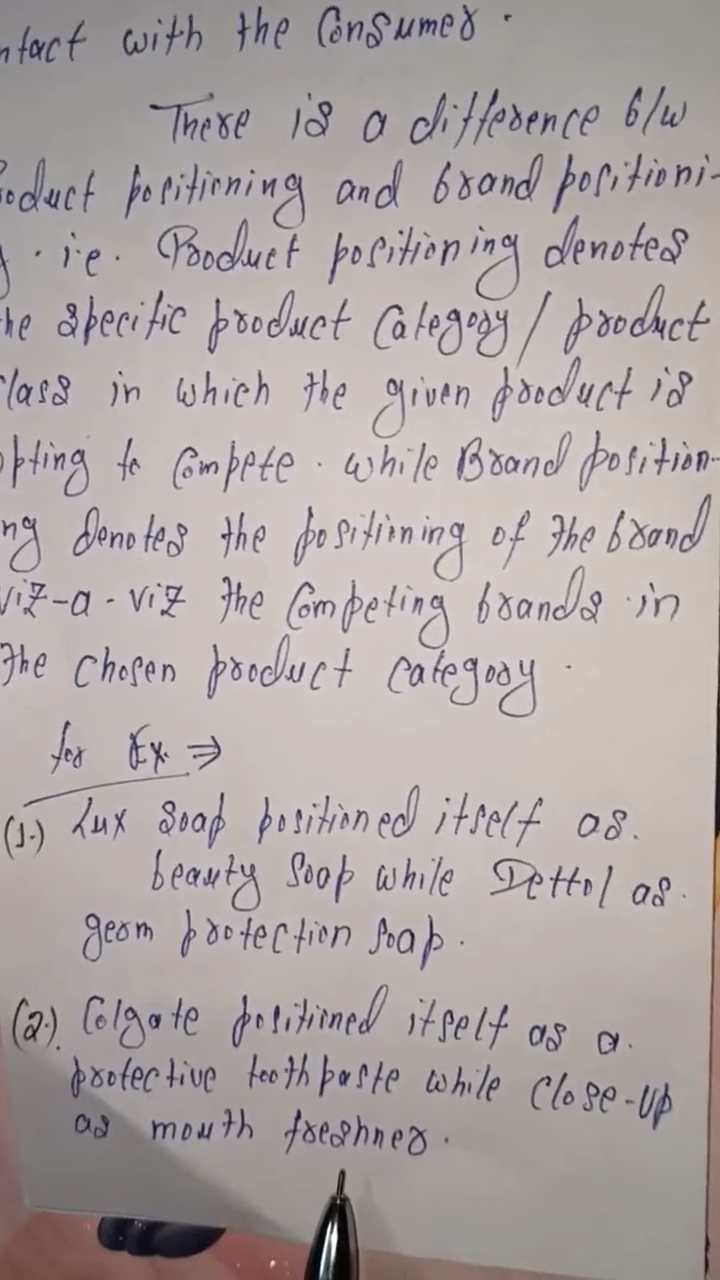 ntact with the Consumer.
There is a difference b/w
oduct positioning and brand positioni-
g. i.e. Product positioning denotes
he specific product Category/product
lass in which the given product is
pting to Compete. while Brand position-
ng denotes the positioning of the brand
viz-a-viz the Competing brands in
the chosen product category.
for Ex. ⇒
(1.) Lux Soap positioned itself as.
beauty Soap while Dettol as.
germ protection soap.
(2.) Colgate positioned itself as a.
protective toothpaste while Close-up
as mouth freshner.